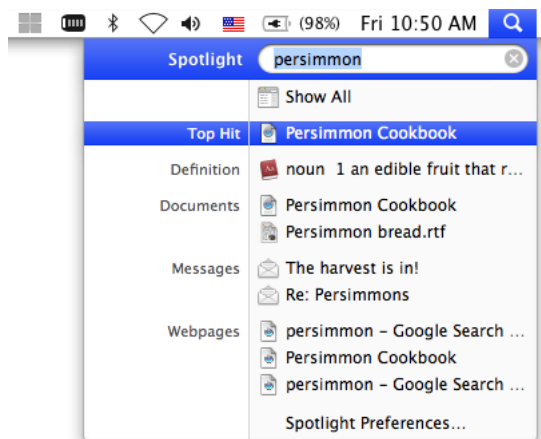 (98%) Fri 10:50 AM
Spotlight persimmon
Show All
Top Hit Persimmon Cookbook
Definition noun 1 an edible fruit that r...
Documents Persimmon Cookbook
Persimmon bread.rtf
Messages The harvest is in!
Re: Persimmons
Webpages persimmon – Google Search ...
Persimmon Cookbook
persimmon – Google Search ...
Spotlight Preferences...